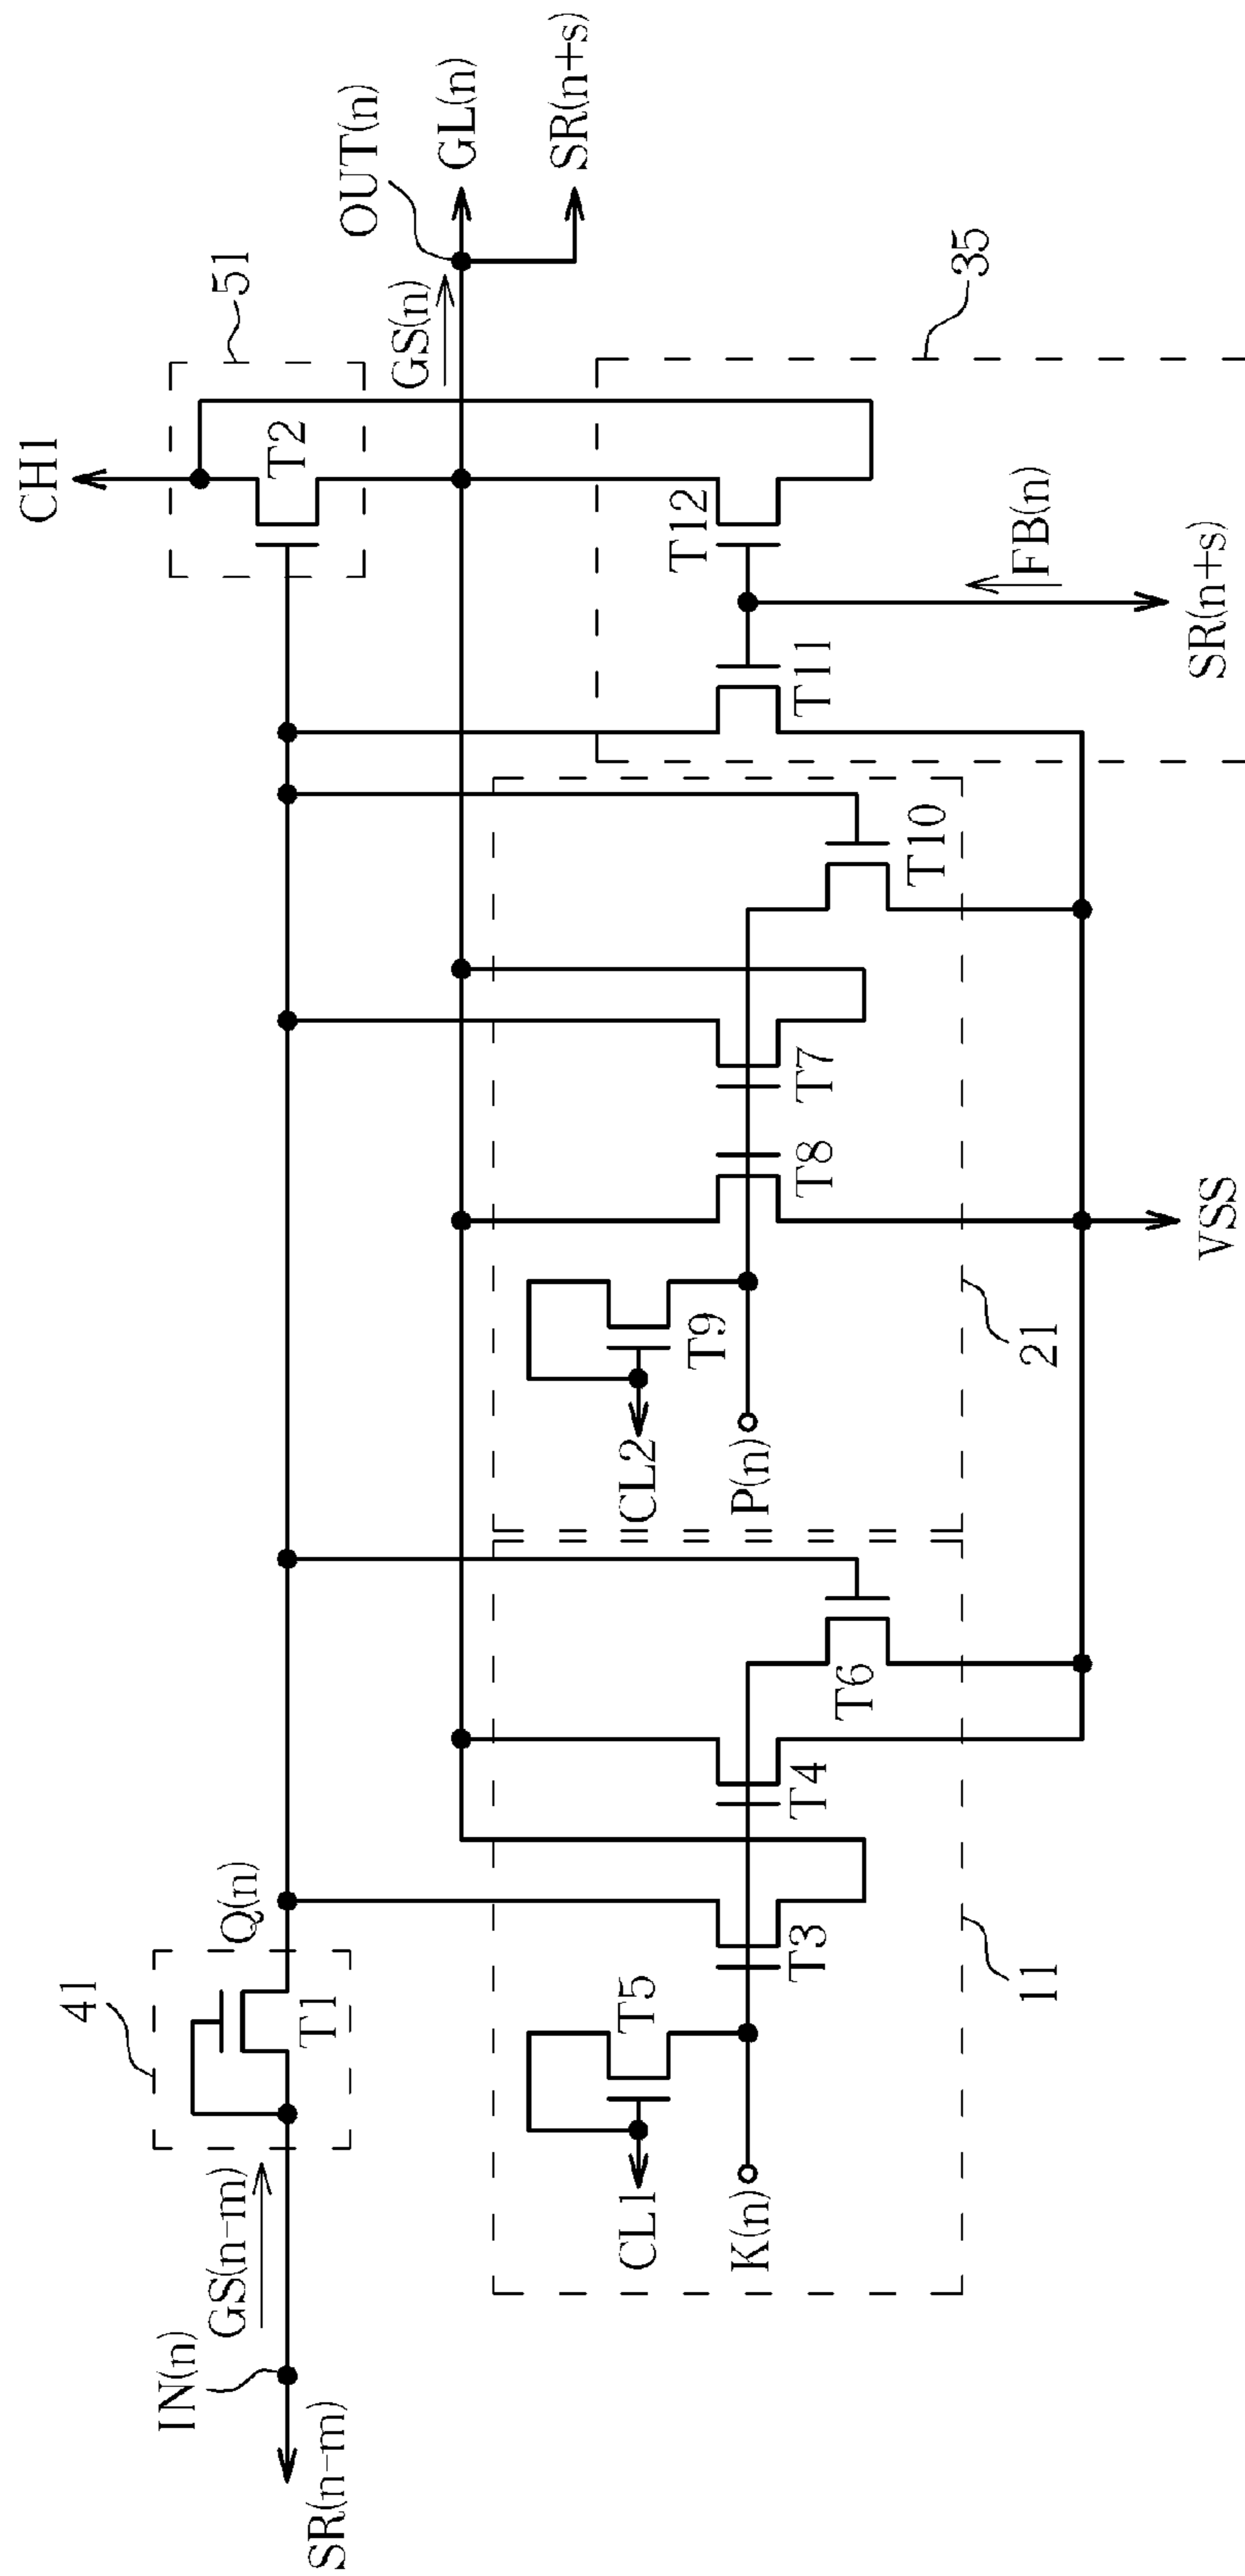 CH1
51
T2
OUT(n)
GS(n)
GL(n)
SR(n+s)
41
Q(n)
T1
GS(n-m)
IN(n)
SR(n-m)
T5
CL1
K(n)
T3
T4
T6
11
CL2
T9
P(n)
T8
T7
T10
21
T11
T12
35
FB(n)
SR(n+s)
VSS